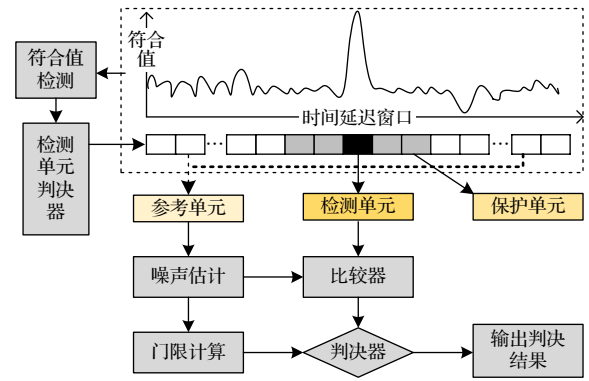 符合
值
符合值
检测
时间延迟窗口
检测
单元
判决
器
···
···
参考单元
检测单元
保护单元
噪声估计
比较器
门限计算
判决器
输出判决
结果